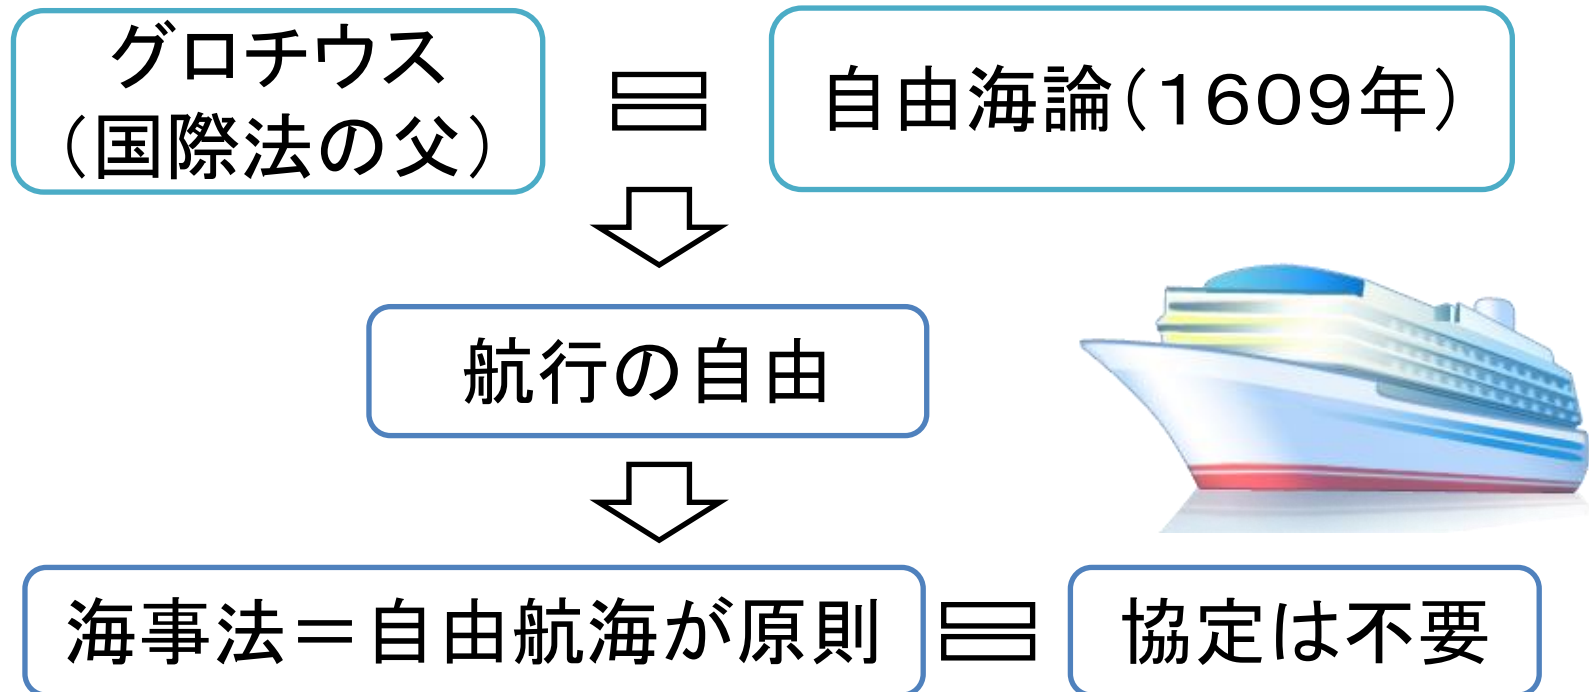 グロチウス
（国際法の父）
自由海論（1609年）
航行の自由
海事法＝自由航海が原則
協定は不要